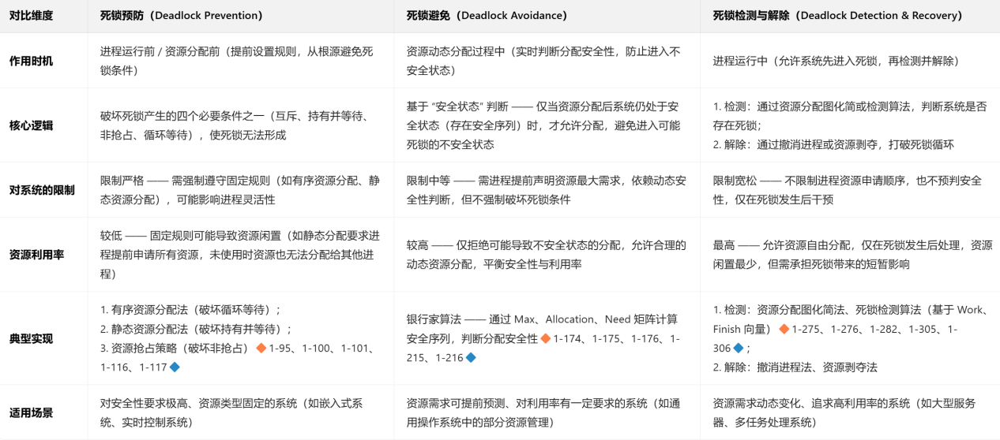 对比维度
死锁预防（Deadlock Prevention）
死锁避免（Deadlock Avoidance）
死锁检测与解除（Deadlock Detection & Recovery）
作用时机
进程运行前 / 资源分配前（提前设置规则，从根源避免死
锁条件）
资源动态分配过程中（实时判断分配安全性，防止进入不
安全状态）
进程运行中（允许系统先进入死锁，再检测并解除）
核心逻辑
破坏死锁产生的四个必要条件之一（互斥、持有并等待、
非抢占、循环等待），使死锁无法形成
基于 “安全状态” 判断 —— 仅当资源分配后系统仍处于安
全状态（存在安全序列）时，才允许分配，避免进入可能
死锁的不安全状态
1. 检测：通过资源分配图化简或检测算法，判断系统是否
存在死锁；
2. 解除：通过撤消进程或资源剥夺，打破死锁循环
对系统的限制
限制严格 —— 需强制遵守固定规则（如有序资源分配、静
态资源分配），可能影响进程灵活性
限制中等 —— 需进程提前声明资源最大需求，依赖动态安
全性判断，但不强制破坏死锁条件
限制宽松 —— 不限制进程资源申请顺序，也不预判安全
性，仅在死锁发生后干预
资源利用率
较低 —— 固定规则可能导致资源闲置（如静态分配要求进
程提前申请所有资源，未使用时资源也无法分配给其他进
程）
较高 —— 仅拒绝可能导致不安全状态的分配，允许合理的
动态资源分配，平衡安全性与利用率
最高 —— 允许资源自由分配，仅在死锁发生后处理，资源
闲置最少，但需承担死锁带来的短暂影响
典型实现
1. 有序资源分配法（破坏循环等待）；
2. 静态资源分配法（破坏持有并等待）；
3. 资源抢占策略（破坏非抢占）🔶1-95、1-100、1-101、
1-116、1-117🔷
银行家算法 —— 通过 Max、Allocation、Need 矩阵计算
安全序列，判断分配安全性🔶1-174、1-175、1-176、1-
215、1-216🔷
1. 检测：资源分配图化简法、死锁检测算法（基于 Work、
Finish 向量）🔶1-275、1-276、1-282、1-305、1-
306🔷；
2. 解除：撤消进程法、资源剥夺法
适用场景
对安全性要求极高、资源类型固定的系统（如嵌入式系
统、实时控制系统）
资源需求可提前预测、对利用率有一定要求的系统（如通
用操作系统中的部分资源管理）
资源需求动态变化、追求高利用率的系统（如大型服务
器、多任务处理系统）